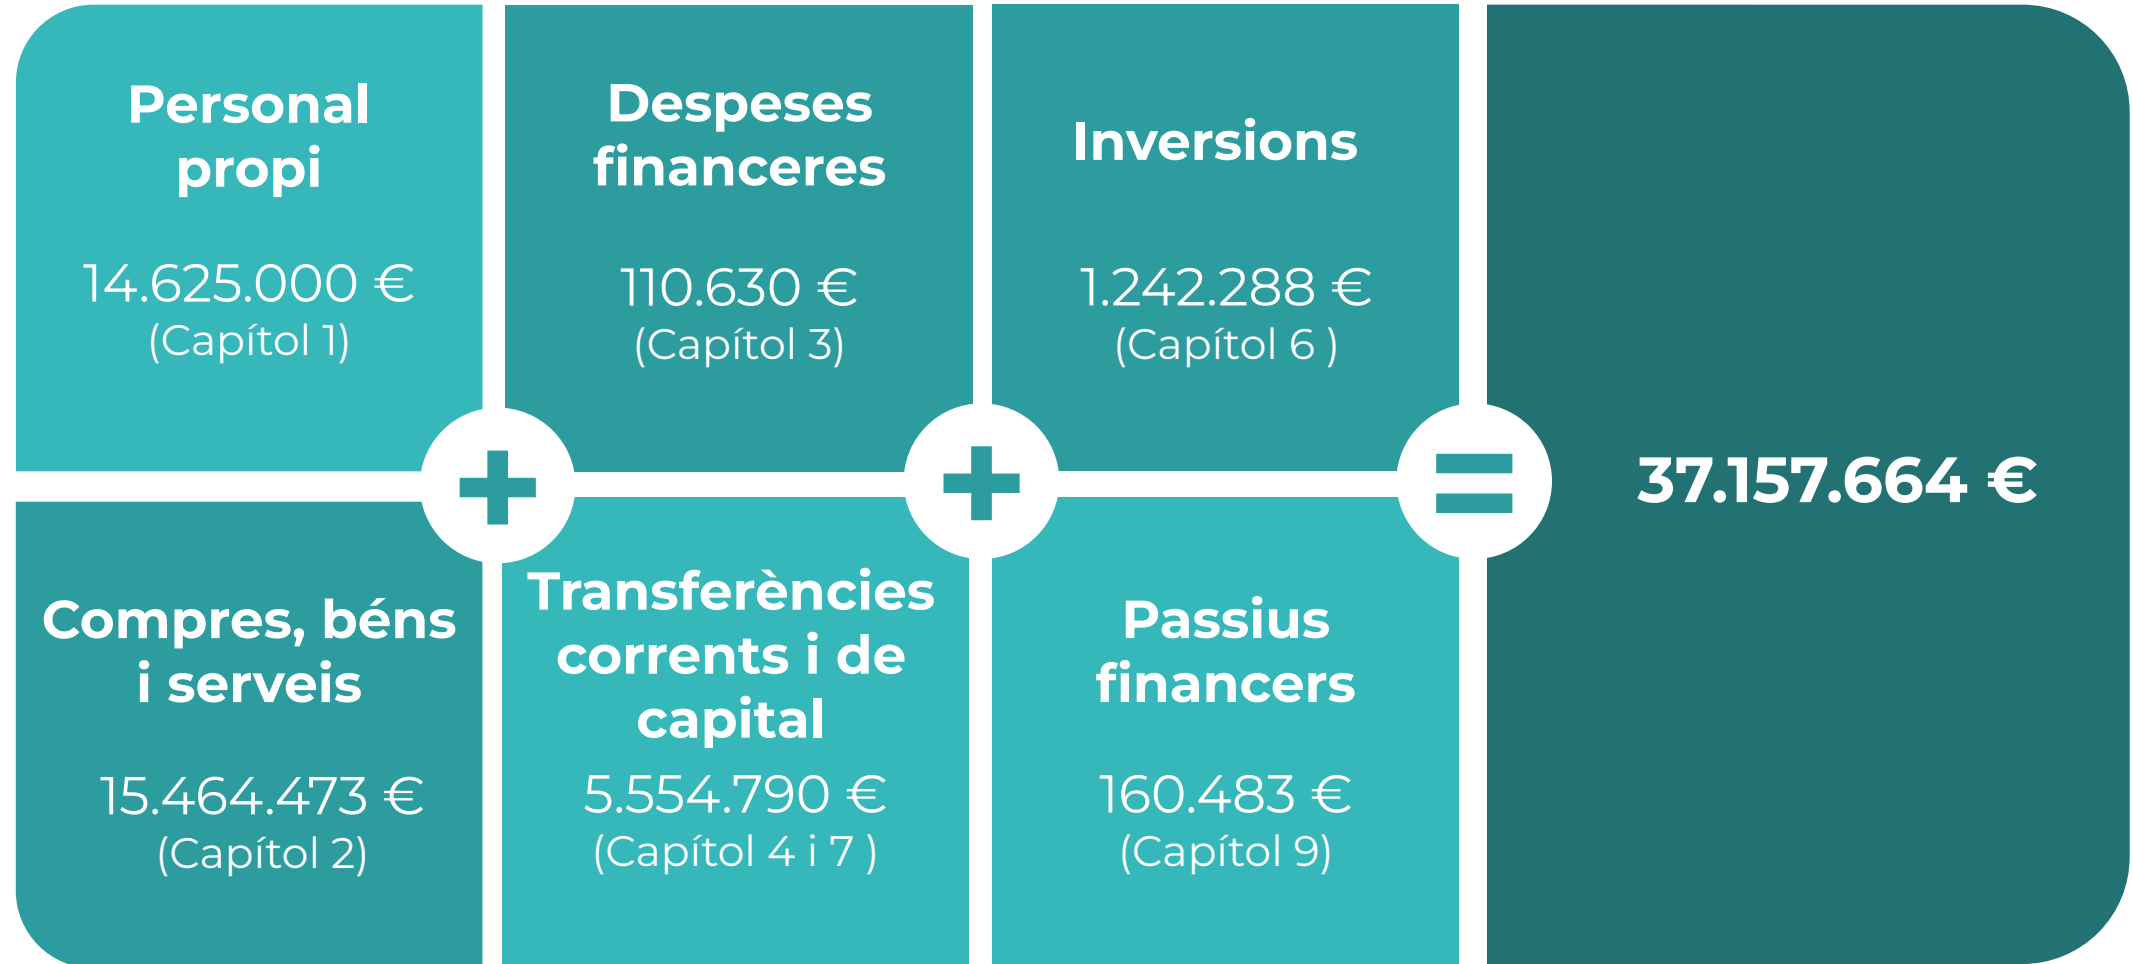 Personal
propi
14.625.000 €
(Capítol 1)
Despeses
financeres
110.630 €
(Capítol 3)
Inversions
1.242.288 €
(Capítol 6 )
+
+
=
37.157.664 €
Compres, béns
i serveis
15.464.473 €
(Capítol 2)
Transferències
corrents i de
capital
5.554.790 €
(Capítol 4 i 7 )
Passius
financers
160.483 €
(Capítol 9)